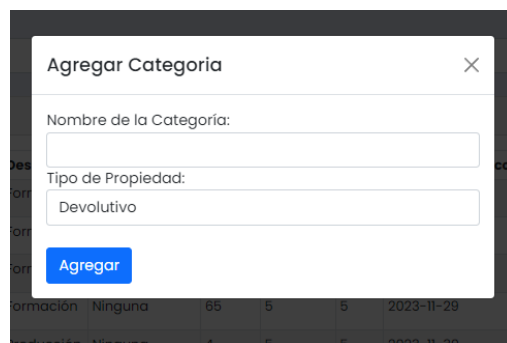 Agregar Categoria
Nombre de la Categoría:
Tipo de Propiedad:
Devolutivo
Agregar
Formación Ninguna 65 5 5 2023-11-29